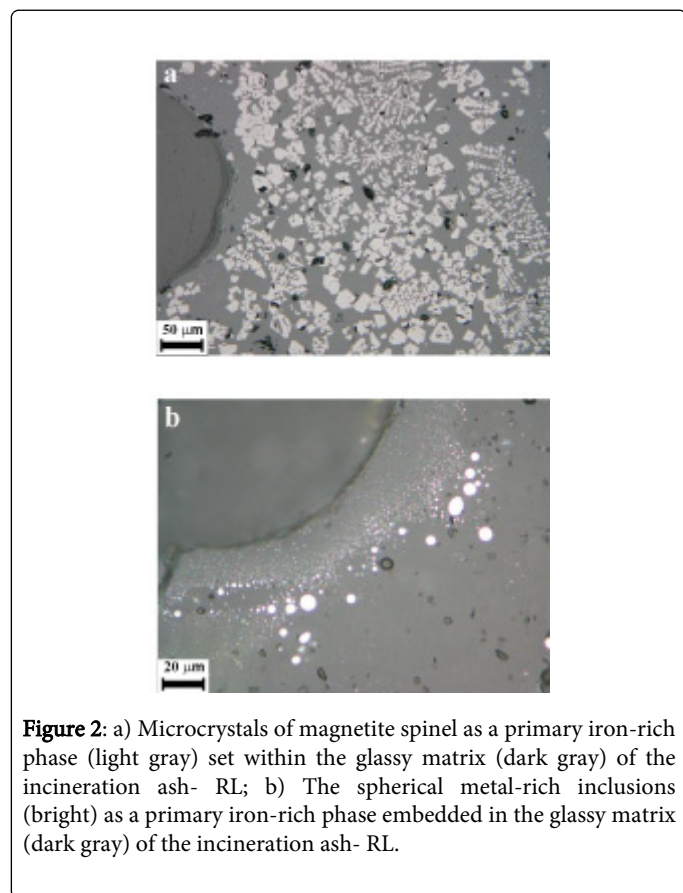 a
50 µm
b
20 µm
Figure 2: a) Microcrystals of magnetite spinel as a primary iron-rich
phase (light gray) set within the glassy matrix (dark gray) of the
incineration ash- RL; b) The spherical metal-rich inclusions
(bright) as a primary iron-rich phase embedded in the glassy matrix
(dark gray) of the incineration ash- RL.